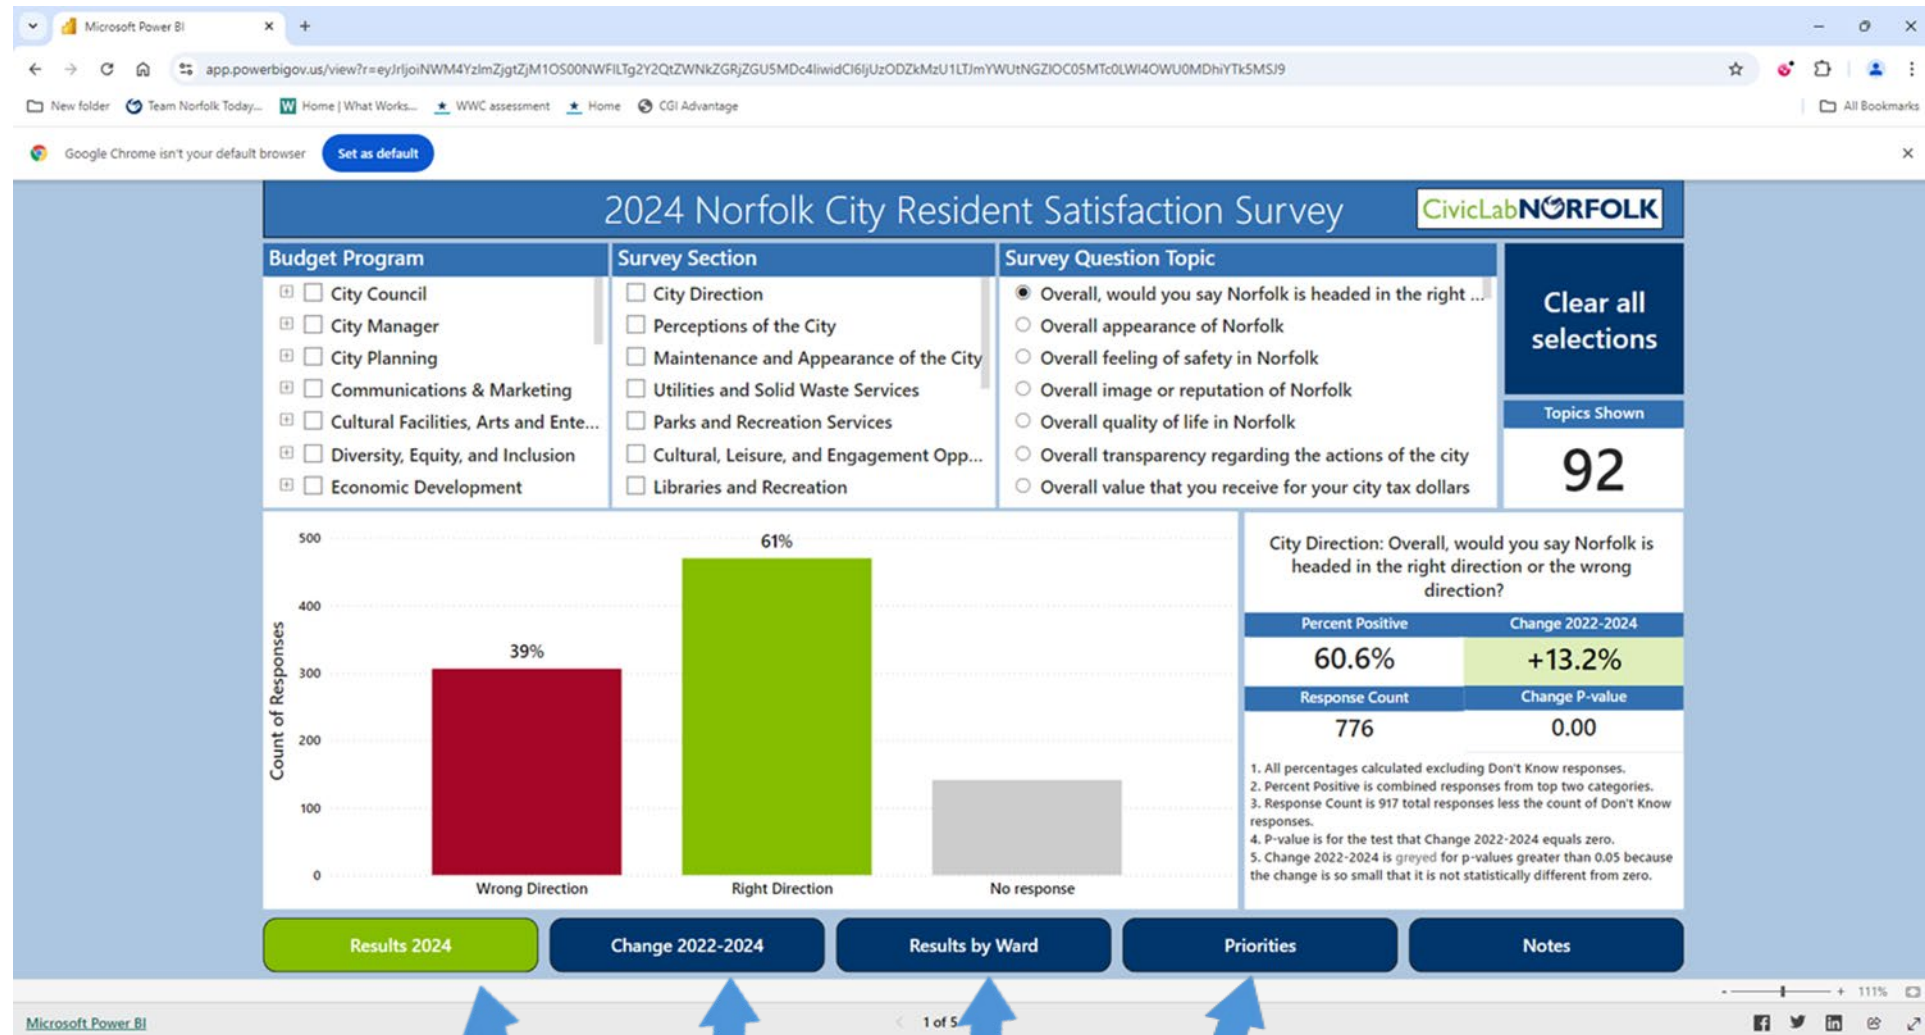 Microsoft Power BI
app.powerbigov.us/view?r=eyJrIjoiNWM4YzImZjgtZjM1OS00NWFlLTg2Y2QtZWNkZGRjZGU5MDc4IiwidCI6IjUzODZkMzU1LTJmYWUtNGZlOC05MTc0LWI4OWU0MDhiYTk5MSJ9
New folder Team Norfolk Today... Home | What Works... WWC assessment Home CGI Advantage All Bookmarks
Google Chrome isn't your default browser Set as default
2024 Norfolk City Resident Satisfaction Survey CivicLabNORFOLK
Budget Program
City Council
City Manager
City Planning
Communications & Marketing
Cultural Facilities, Arts and Ente...
Diversity, Equity, and Inclusion
Economic Development
Survey Section
City Direction
Perceptions of the City
Maintenance and Appearance of the City
Utilities and Solid Waste Services
Parks and Recreation Services
Cultural, Leisure, and Engagement Opp...
Libraries and Recreation
Survey Question Topic
Overall, would you say Norfolk is headed in the right ...
Overall appearance of Norfolk
Overall feeling of safety in Norfolk
Overall image or reputation of Norfolk
Overall quality of life in Norfolk
Overall transparency regarding the actions of the city
Overall value that you receive for your city tax dollars
Clear all
selections
Topics Shown
92
Count of Responses
500
400
300
200
100
0
39%
61%
Wrong Direction Right Direction No response
City Direction: Overall, would you say Norfolk is
headed in the right direction or the wrong
direction?
Percent Positive Change 2022-2024
60.6% +13.2%
Response Count Change P-value
776 0.00
1. All percentages calculated excluding Don't Know responses.
2. Percent Positive is combined responses from top two categories.
3. Response Count is 917 total responses less the count of Don't Know
responses.
4. P-value is for the test that Change 2022-2024 equals zero.
5. Change 2022-2024 is greyed for p-values greater than 0.05 because
the change is so small that it is not statistically different from zero.
Results 2024 Change 2022-2024 Results by Ward Priorities Notes
- + 111%
Microsoft Power BI < 1 of 5